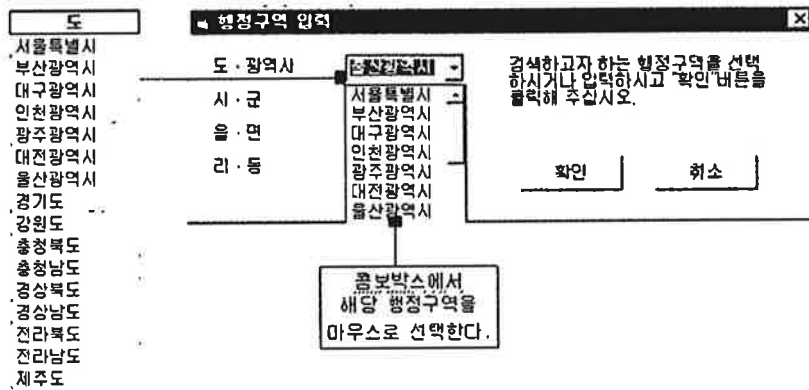 도
서울특별시
부산광역시
대구광역시
인천광역시
광주광역시
대전광역시
울산광역시
경기도
강원도
충청북도
충청남도
경상북도
경상남도
전라북도
전라남도
제주도
행정구역 입력
도 · 광역시
시 · 군
읍 · 면
리 · 동
서울특별시
부산광역시
대구광역시
인천광역시
광주광역시
대전광역시
울산광역시
검색하고자 하는 행정구역을 선택
하시거나 입력하시고 "확인"버튼을
클릭해 주십시오.
확인
취소
콤보박스에서
해당 행정구역을
마우스로 선택한다.